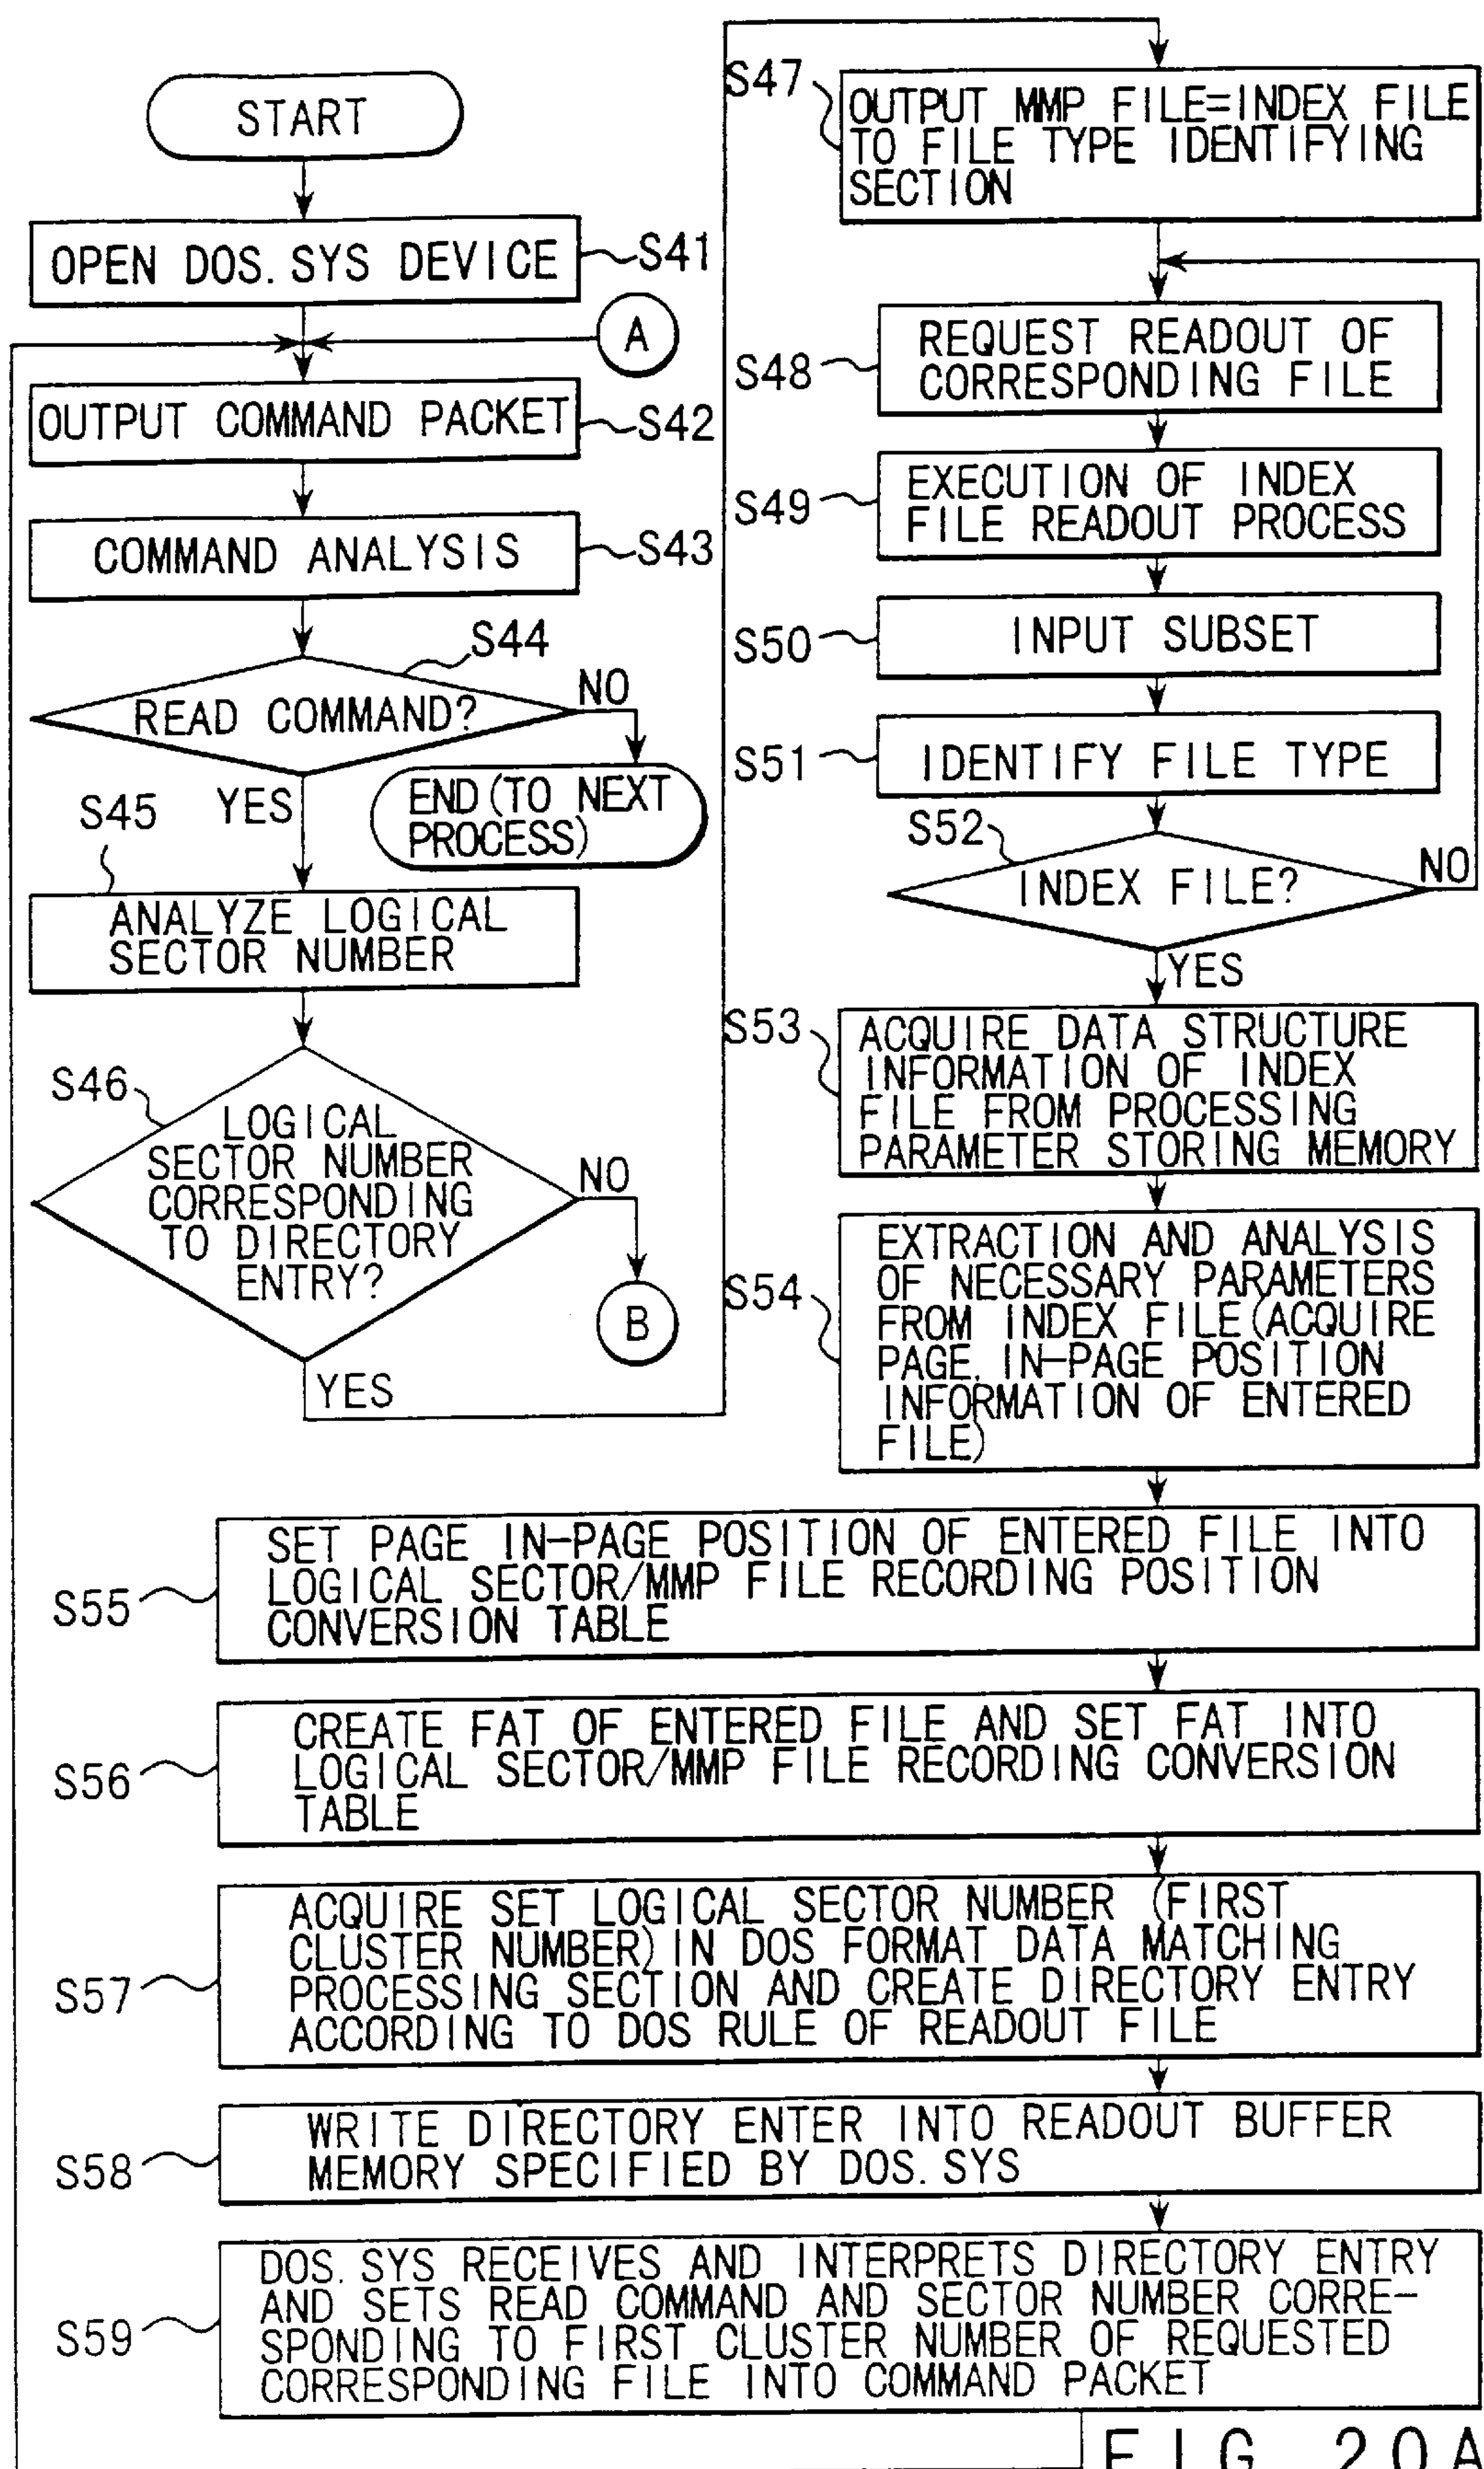 START
OPEN DOS.SYS DEVICE
S41
A
OUTPUT COMMAND PACKET
S42
COMMAND ANALYSIS
S43
S44
READ COMMAND?
NO
END(TO NEXT
PROCESS)
YES
S45
ANALYZE LOGICAL
SECTOR NUMBER
S46
LOGICAL
SECTOR NUMBER
CORRESPONDING
TO DIRECTORY
ENTRY?
NO
B
YES
S47
OUTPUT MMP FILE=INDEX FILE
TO FILE TYPE IDENTIFYING
SECTION
S48
REQUEST READOUT OF
CORRESPONDING FILE
S49
EXECUTION OF INDEX
FILE READOUT PROCESS
S50
INPUT SUBSET
S51
IDENTIFY FILE TYPE
S52
INDEX FILE?
NO
YES
S53
ACQUIRE DATA STRUCTURE
INFORMATION OF INDEX
FILE FROM PROCESSING
PARAMETER STORING MEMORY
S54
EXTRACTION AND ANALYSIS
OF NECESSARY PARAMETERS
FROM INDEX FILE(ACQUIRE
PAGE. IN-PAGE POSITION
INFORMATION OF ENTERED
FILE)
S55
SET PAGE IN-PAGE POSITION OF ENTERED FILE INTO
LOGICAL SECTOR/MMP FILE RECORDING POSITION
CONVERSION TABLE
S56
CREATE FAT OF ENTERED FILE AND SET FAT INTO
LOGICAL SECTOR/MMP FILE RECORDING CONVERSION
TABLE
S57
ACQUIRE SET LOGICAL SECTOR NUMBER (FIRST
CLUSTER NUMBER) IN DOS FORMAT DATA MATCHING
PROCESSING SECTION AND CREATE DIRECTORY ENTRY
ACCORDING TO DOS RULE OF READOUT FILE
S58
WRITE DIRECTORY ENTER INTO READOUT BUFFER
MEMORY SPECIFIED BY DOS.SYS
S59
DOS.SYS RECEIVES AND INTERPRETS DIRECTORY ENTRY
AND SETS READ COMMAND AND SECTOR NUMBER CORRE-
SPONDING TO FIRST CLUSTER NUMBER OF REQUESTED
CORRESPONDING FILE INTO COMMAND PACKET
FIG. 20A